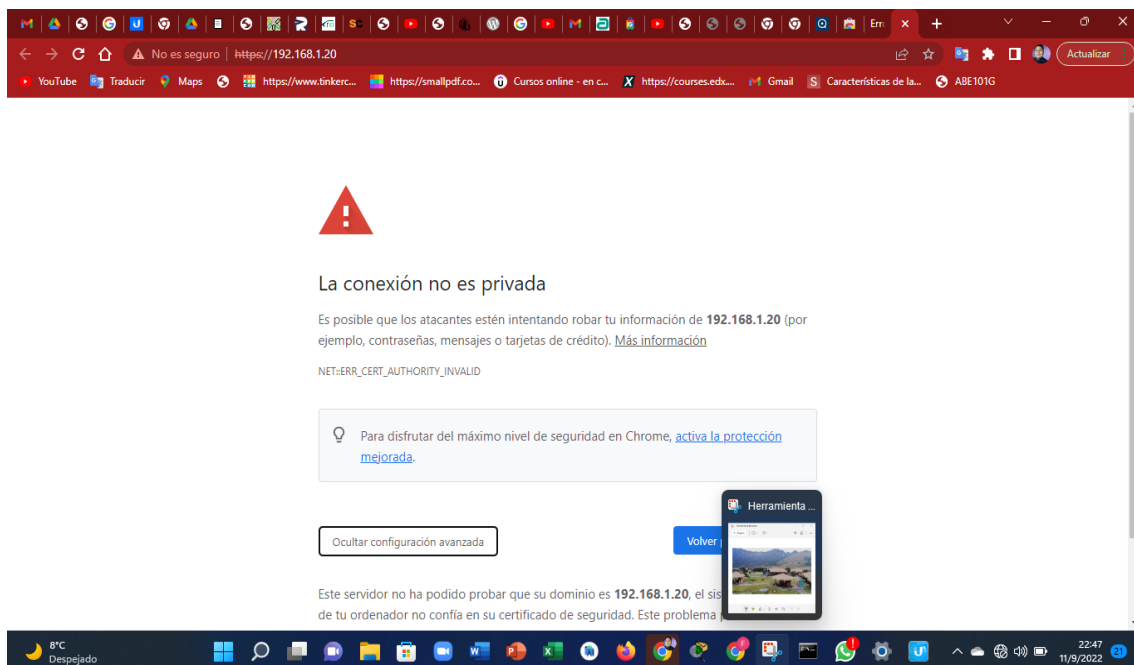 Err
No es seguro | https://192.168.1.20
Actualizar
YouTube Traducir Maps https://www.tinkerc... https://smallpdf.co... Cursos online - en c... https://courses.edx.... Gmail Características de la... ABE101G
La conexión no es privada
Es posible que los atacantes estén intentando robar tu información de 192.168.1.20 (por
ejemplo, contraseñas, mensajes o tarjetas de crédito). Más información
NET::ERR_CERT_AUTHORITY_INVALID
Para disfrutar del máximo nivel de seguridad en Chrome, activa la protección
mejorada.
Herramienta ...
Ocultar configuración avanzada
Volver
Este servidor no ha podido probar que su dominio es 192.168.1.20, el sis
de tu ordenador no confía en su certificado de seguridad. Este problema
8°C
Despejado
22:47
11/9/2022
21